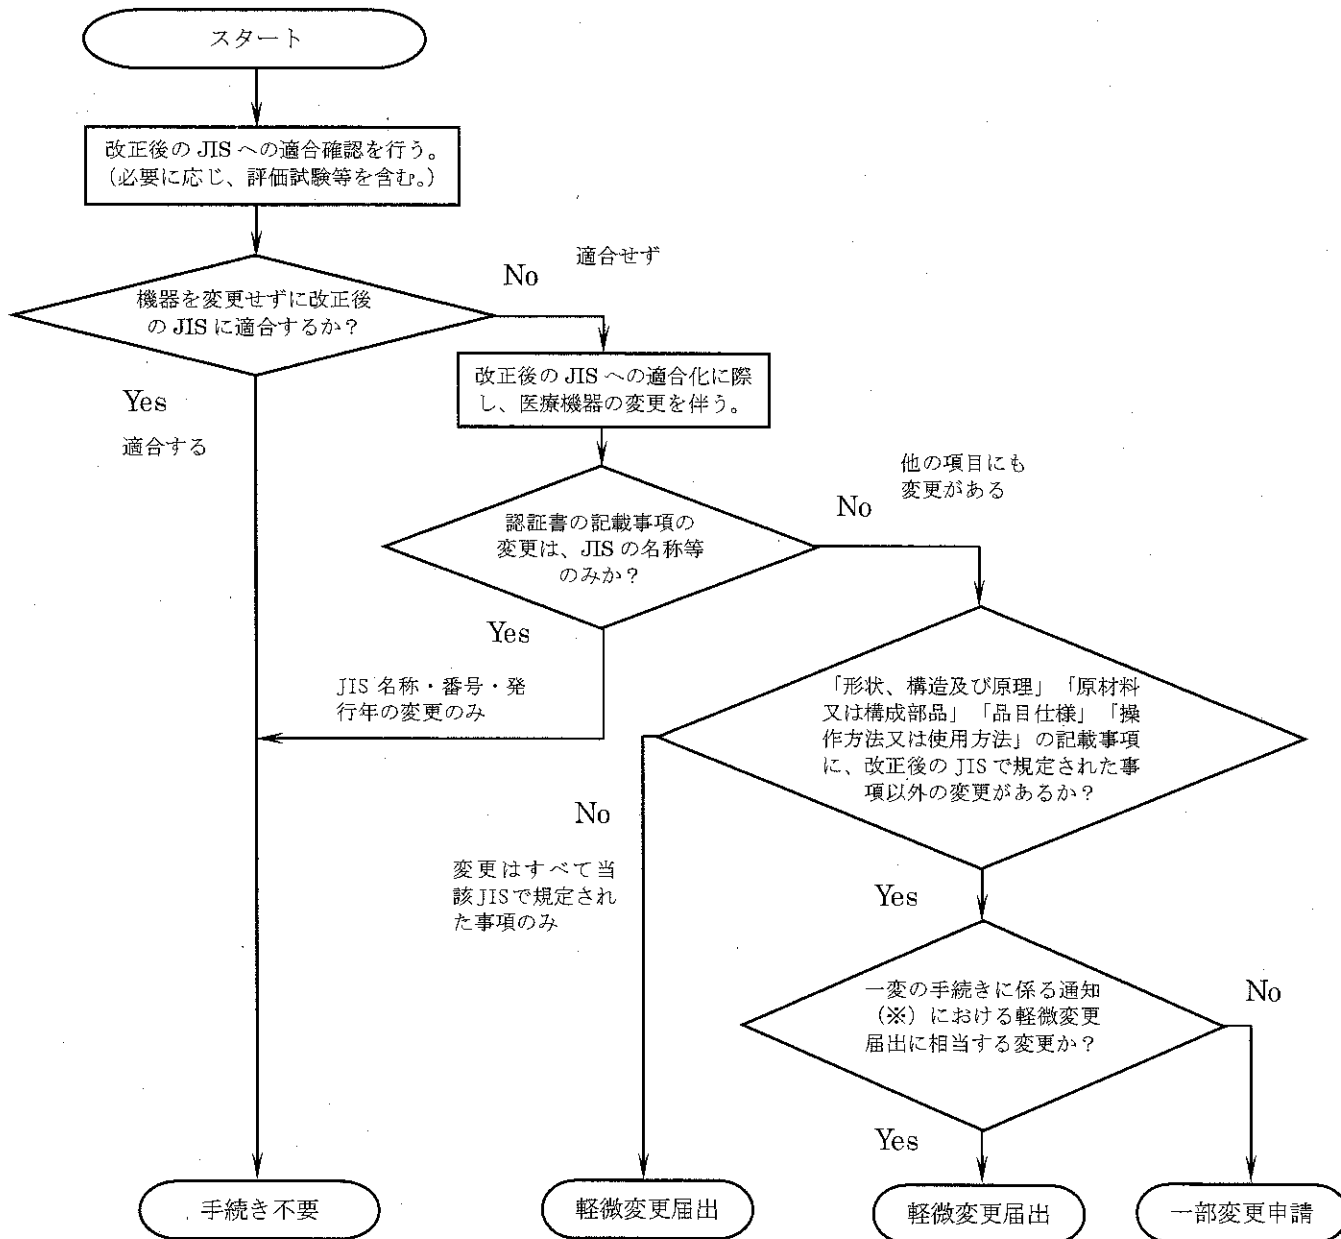 スタート
改正後の JIS への適合確認を行う。
（必要に応じ、評価試験等を含む。）
機器を変更せずに改正後
の JIS に適合するか？
No
適合せず
Yes
適合する
改正後の JIS への適合化に際
し、医療機器の変更を伴う。
認証書の記載事項の
変更は、JIS の名称等
のみか？
No
他の項目にも
変更がある
Yes
JIS 名称・番号・発
行年の変更のみ
「形状、構造及び原理」「原材料
又は構成部品」「品目仕様」「操
作方法又は使用方法」の記載事項
に、改正後の JIS で規定された事
項以外の変更があるか？
No
変更はすべて当
該 JIS で規定され
た事項のみ
Yes
一変の手続きに係る通知
（※）における軽微変更
届出に相当する変更か？
No
Yes
手続き不要
軽微変更届出
軽微変更届出
一部変更申請